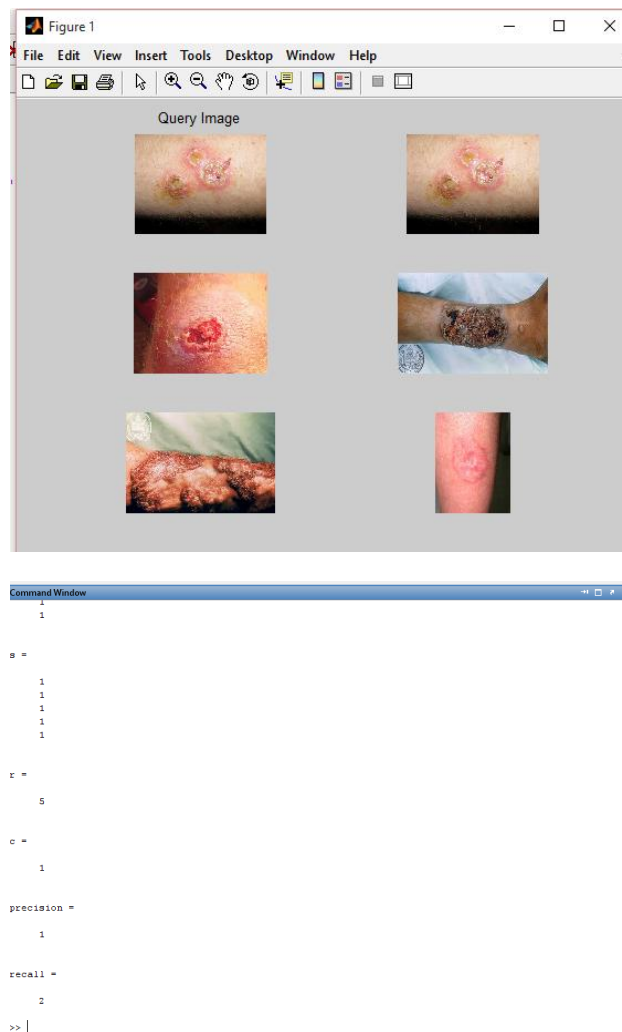 Figure 1
File Edit View Insert Tools Desktop Window Help
Query Image
Command Window
1
1
s =
1
1
1
1
1
r =
5
c =
1
precision =
1
recall =
2
>>